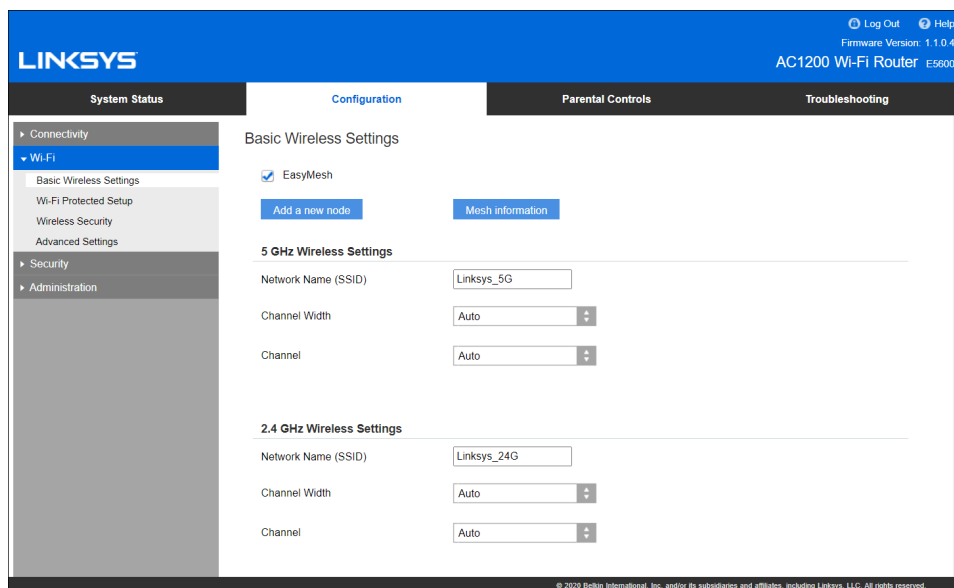 Log Out Help
Firmware Version: 1.1.0.4
LINKSYS
AC1200 Wi-Fi Router E5600
System Status Configuration Parental Controls Troubleshooting
Connectivity
Wi-Fi
Basic Wireless Settings
Wi-Fi Protected Setup
Wireless Security
Advanced Settings
Security
Administration
Basic Wireless Settings
EasyMesh
Add a new node Mesh information
5 GHz Wireless Settings
Network Name (SSID) Linksys_5G
Channel Width Auto
Channel Auto
2.4 GHz Wireless Settings
Network Name (SSID) Linksys_24G
Channel Width Auto
Channel Auto
© 2020 Belkin International, Inc. and/or its subsidiaries and affiliates, including Linksys, LLC. All rights reserved.